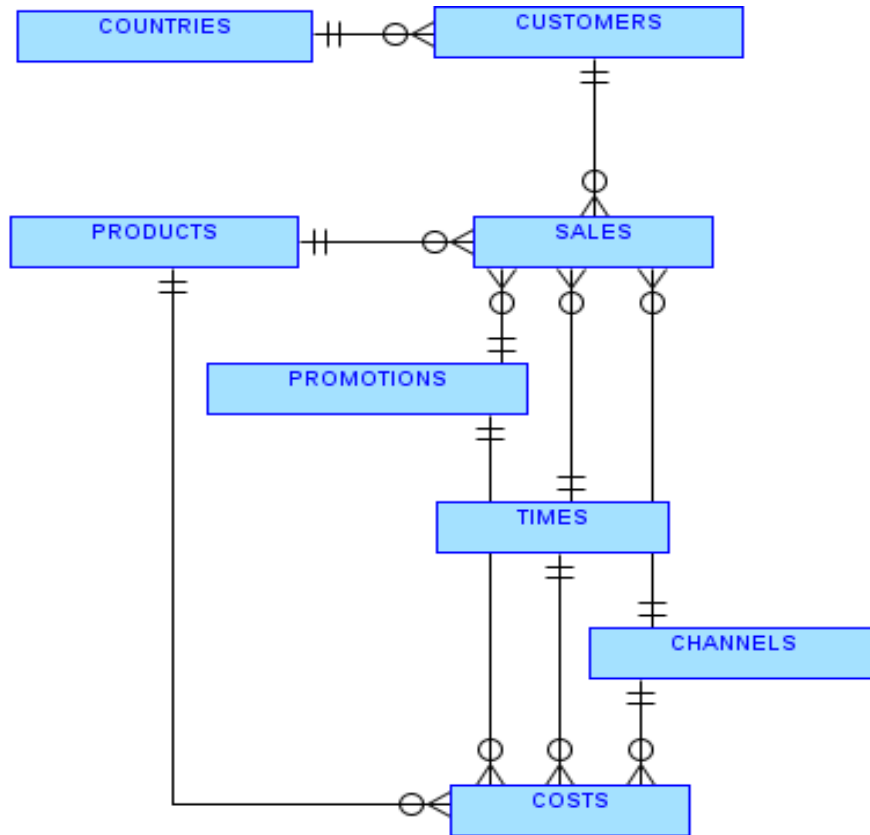 COUNTRIES
CUSTOMERS
PRODUCTS
SALES
PROMOTIONS
TIMES
CHANNELS
COSTS